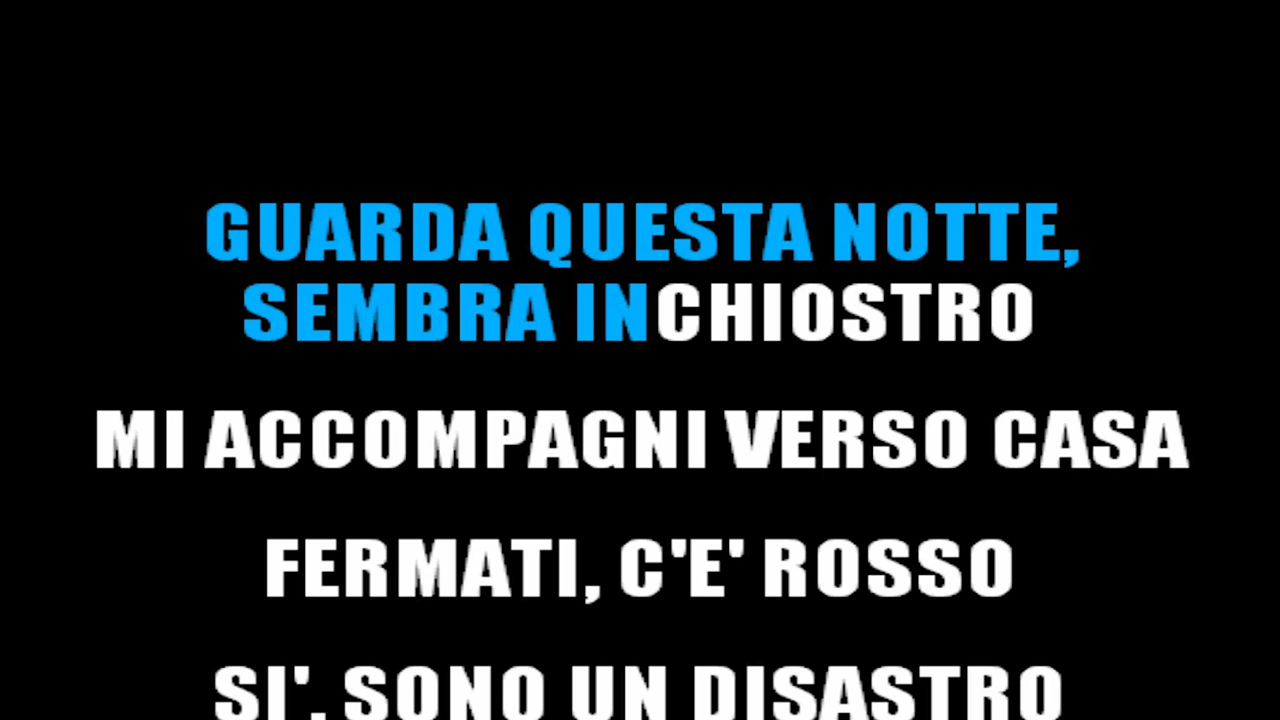 GUARDA QUESTA NOTTE,
SEMBRA INCHIOSTRO
MI ACCOMPAGNI VERSO CASA
FERMATI, C'E' ROSSO
SI', SONO UN DISASTRO